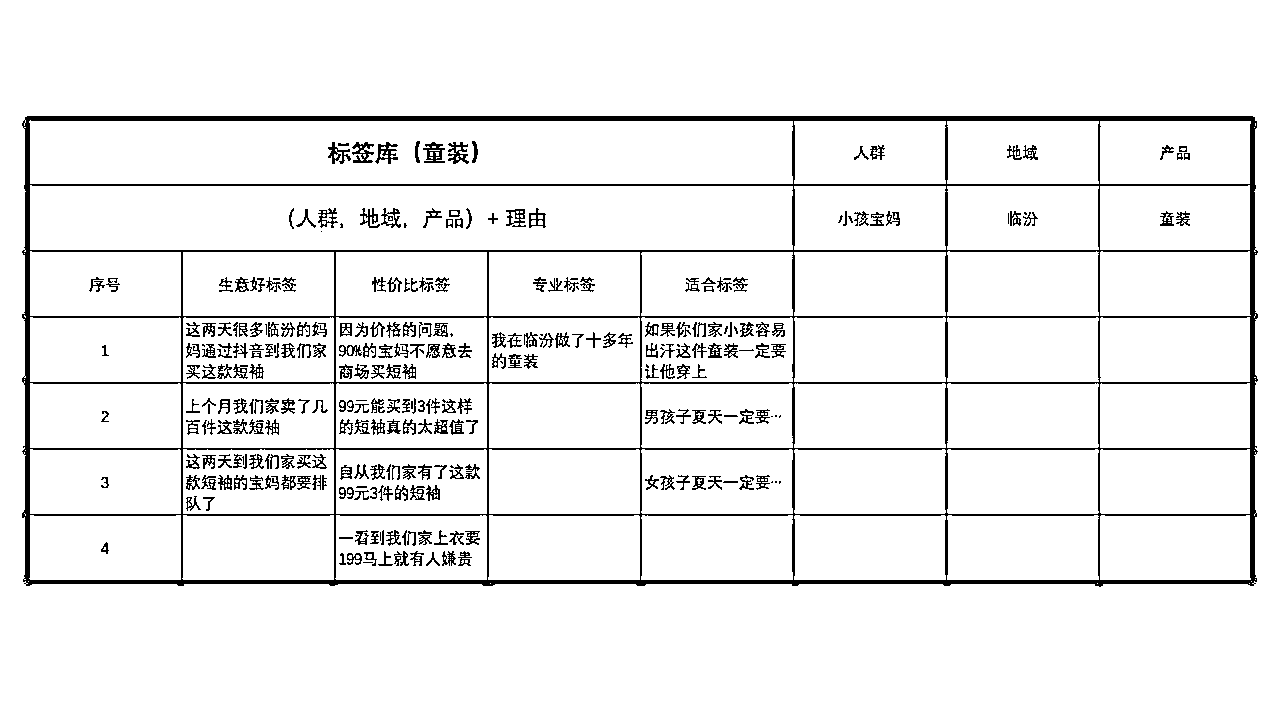 标签库（童装）
人群
地域
产品
（人群，地域，产品）+ 理由
小孩宝妈
临汾
童装
序号
生意好标签
性价比标签
专业标签
适合标签
1
这两天很多临汾的妈
妈通过抖音到我们家
买这款短袖
因为价格的问题，
90%的宝妈不愿意去
商场买短袖
我在临汾做了十多年
的童装
如果你们家小孩容易
出汗这件童装一定要
让他穿上
2
上个月我们家卖了几
百件这款短袖
99元能买到3件这样
的短袖真的太超值了
男孩子夏天一定要…
3
这两天到我们家买这
款短袖的宝妈都要排
队了
自从我们家有了这款
99元3件的短袖
女孩子夏天一定要…
4
一看到我们家上衣要
199马上就有人嫌贵